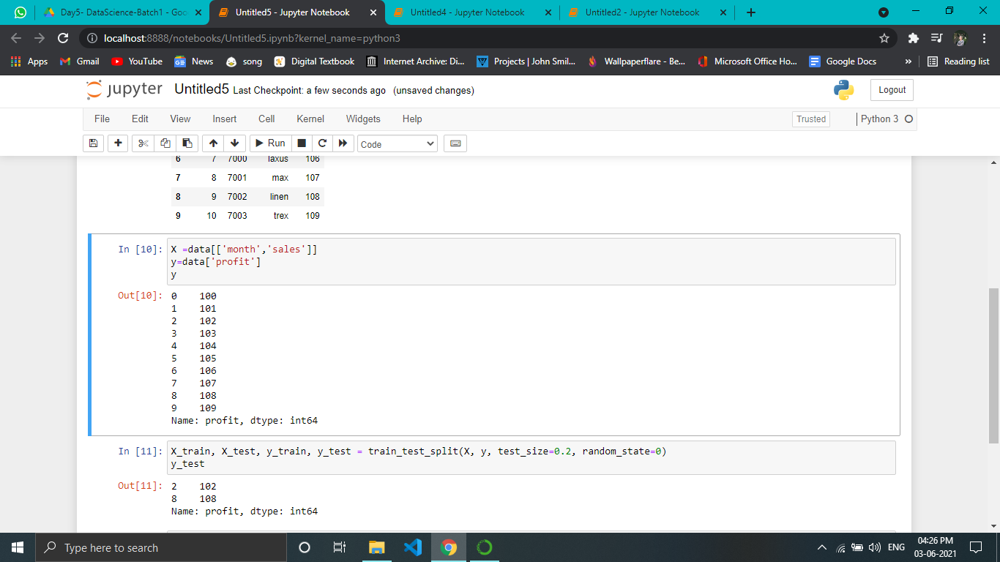 Day5- DataScience-Batch1 - Goo
Untitled5 - Jupyter Notebook
Untitled4 - Jupyter Notebook
Untitled2 - Jupyter Notebook
localhost:8888/notebooks/Untitled5.ipynb?kernel_name=python3
Apps Gmail YouTube News song Digital Textbook Internet Archive: Di... Projects | John Smil... Wallpaperflare - Be... Microsoft Office Ho... Google Docs » Reading list
jupyter Untitled5 Last Checkpoint: a few seconds ago (unsaved changes) Logout
File Edit View Insert Cell Kernel Widgets Help Trusted Python 3
Run Code
6 7 7000 laxus 106
7 8 7001 max 107
8 9 7002 linen 108
9 10 7003 trex 109
In [10]: X =data[['month','sales']]
y=data['profit']
y
Out[10]: 0 100
1 101
2 102
3 103
4 104
5 105
6 106
7 107
8 108
9 109
Name: profit, dtype: int64
In [11]: X_train, X_test, y_train, y_test = train_test_split(X, y, test_size=0.2, random_state=0)
y_test
Out[11]: 2 102
8 108
Name: profit, dtype: int64
Type here to search
ENG
04:26 PM
03-06-2021